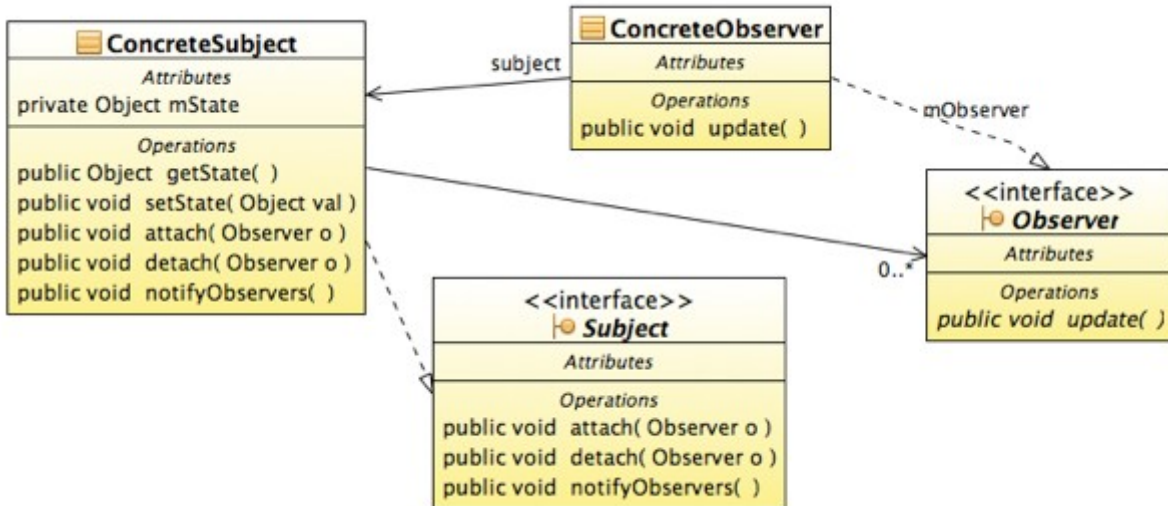 ConcreteSubject
Attributes
private Object mState
Operations
public Object getState( )
public void setState( Object val )
public void attach( Observer o )
public void detach( Observer o )
public void notifyObservers( )
subject
ConcreteObserver
Attributes
Operations
public void update( )
mObserver
<<interface>>
Observer
Attributes
Operations
public void update( )
0..*
<<interface>>
Subject
Attributes
Operations
public void attach( Observer o )
public void detach( Observer o )
public void notifyObservers( )